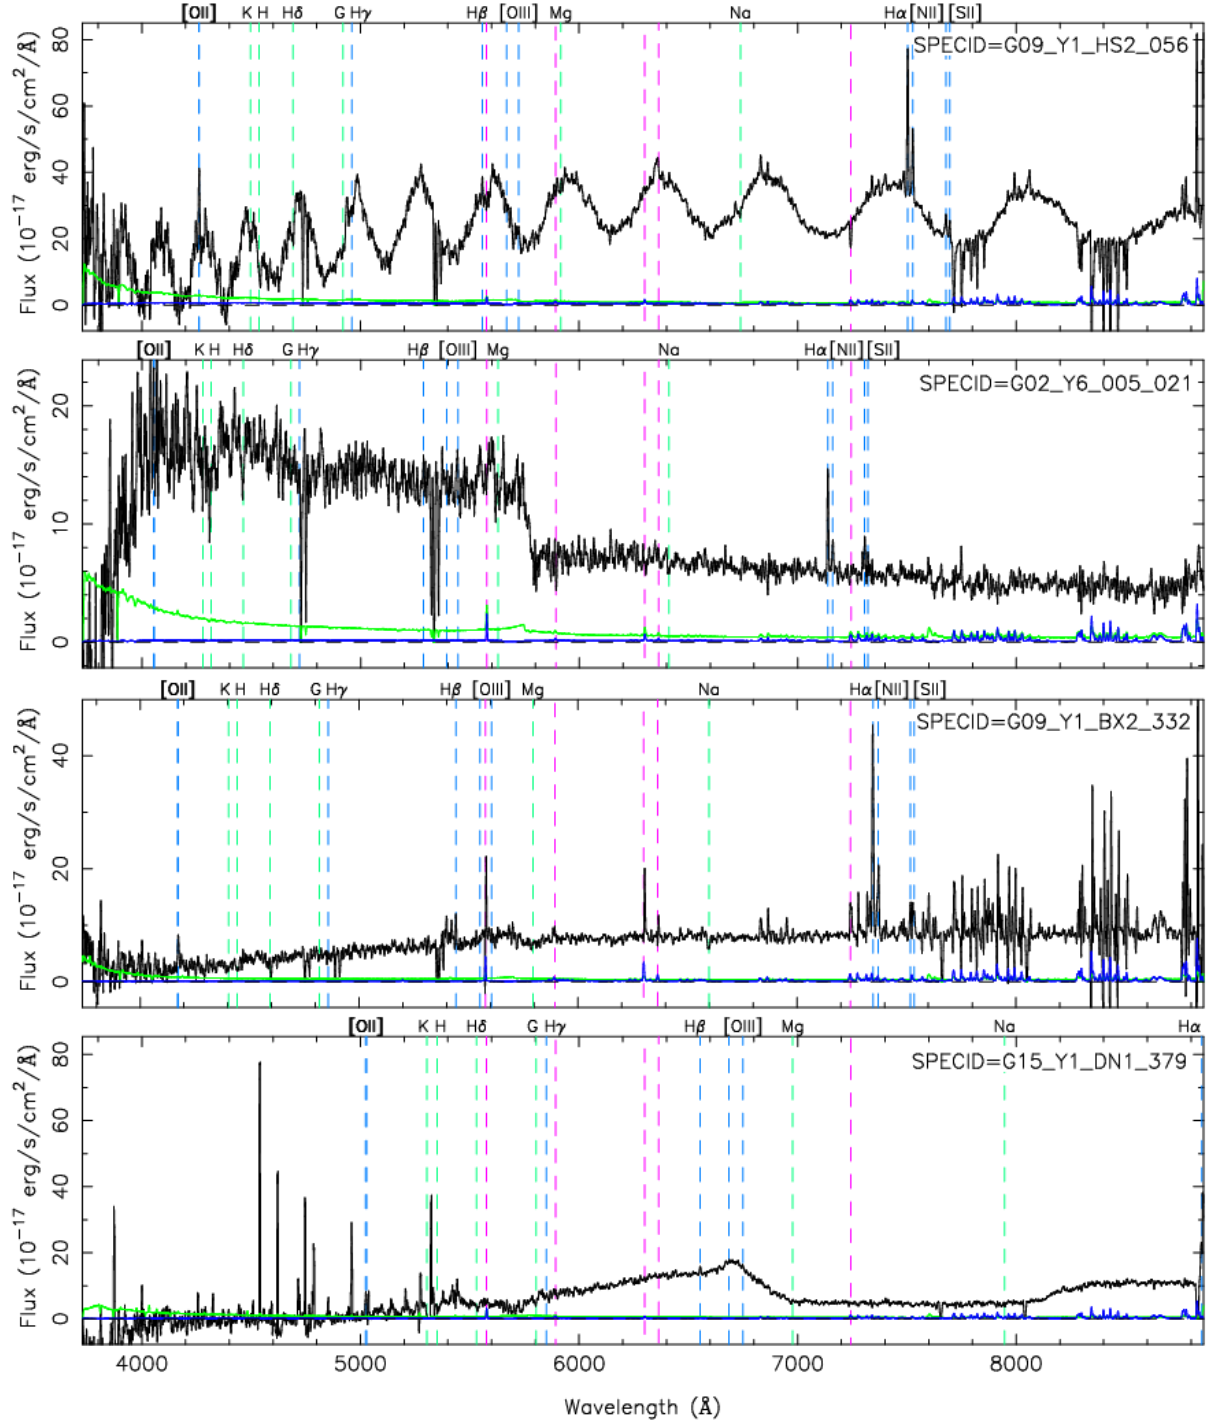 [OII] K H Hδ G Hγ Hβ [OIII] Mg Na Hα [NII] [SII]
SPECID=G09_Y1_HS2_056
80
60
40
20
0
Flux (10⁻¹⁷ erg/s/cm²/Å)
[OII] K H Hδ G Hγ Hβ [OIII] Mg Na Hα [NII] [SII]
SPECID=G02_Y6_005_021
20
10
0
Flux (10⁻¹⁷ erg/s/cm²/Å)
[OII] K H Hδ G Hγ Hβ [OIII] Mg Na Hα [NII] [SII]
SPECID=G09_Y1_BX2_332
40
20
0
Flux (10⁻¹⁷ erg/s/cm²/Å)
[OII] K H Hδ G Hγ Hβ [OIII] Mg Na Hα
SPECID=G15_Y1_DN1_379
80
60
40
20
0
Flux (10⁻¹⁷ erg/s/cm²/Å)
4000 5000 6000 7000 8000
Wavelength (Å)